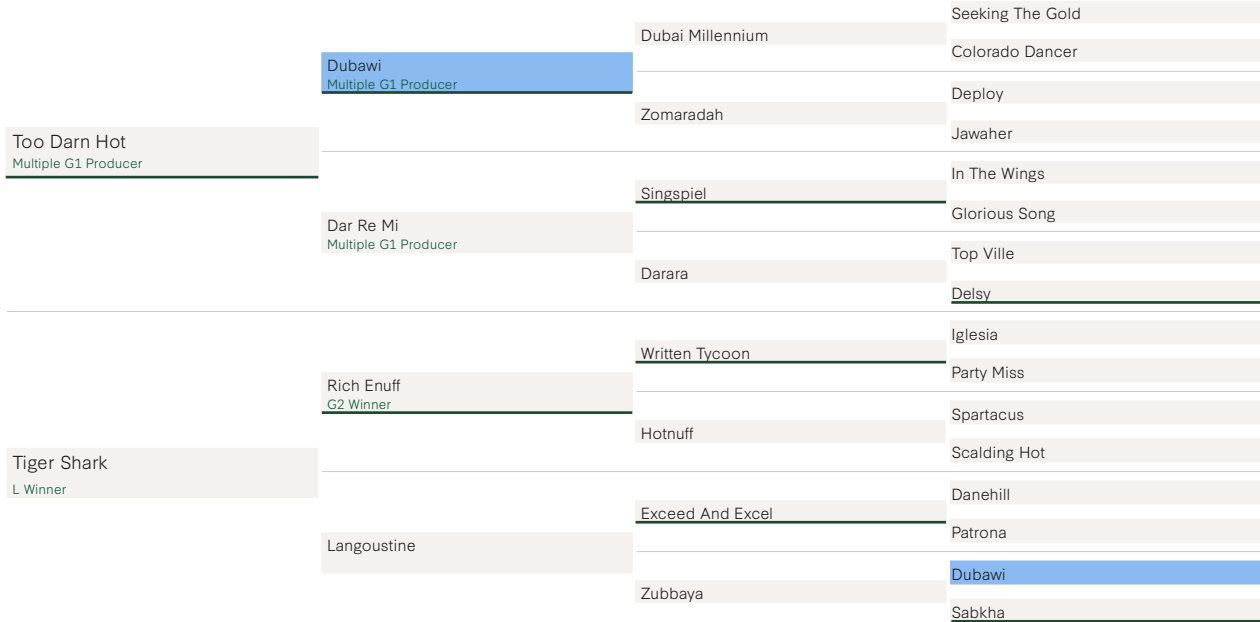 Too Darn Hot
Multiple G1 Producer
Tiger Shark
L Winner
Dubawi
Multiple G1 Producer
Dar Re Mi
Multiple G1 Producer
Rich Enuff
G2 Winner
Langoustine
Dubai Millennium
Zomaradah
Singspiel
Darara
Written Tycoon
Hotnuff
Exceed And Excel
Zubbaya
Seeking The Gold
Colorado Dancer
Deploy
Jawaher
In The Wings
Glorious Song
Top Ville
Delsy
Iglesia
Party Miss
Spartacus
Scalding Hot
Danehill
Patrona
Dubawi
Sabkha